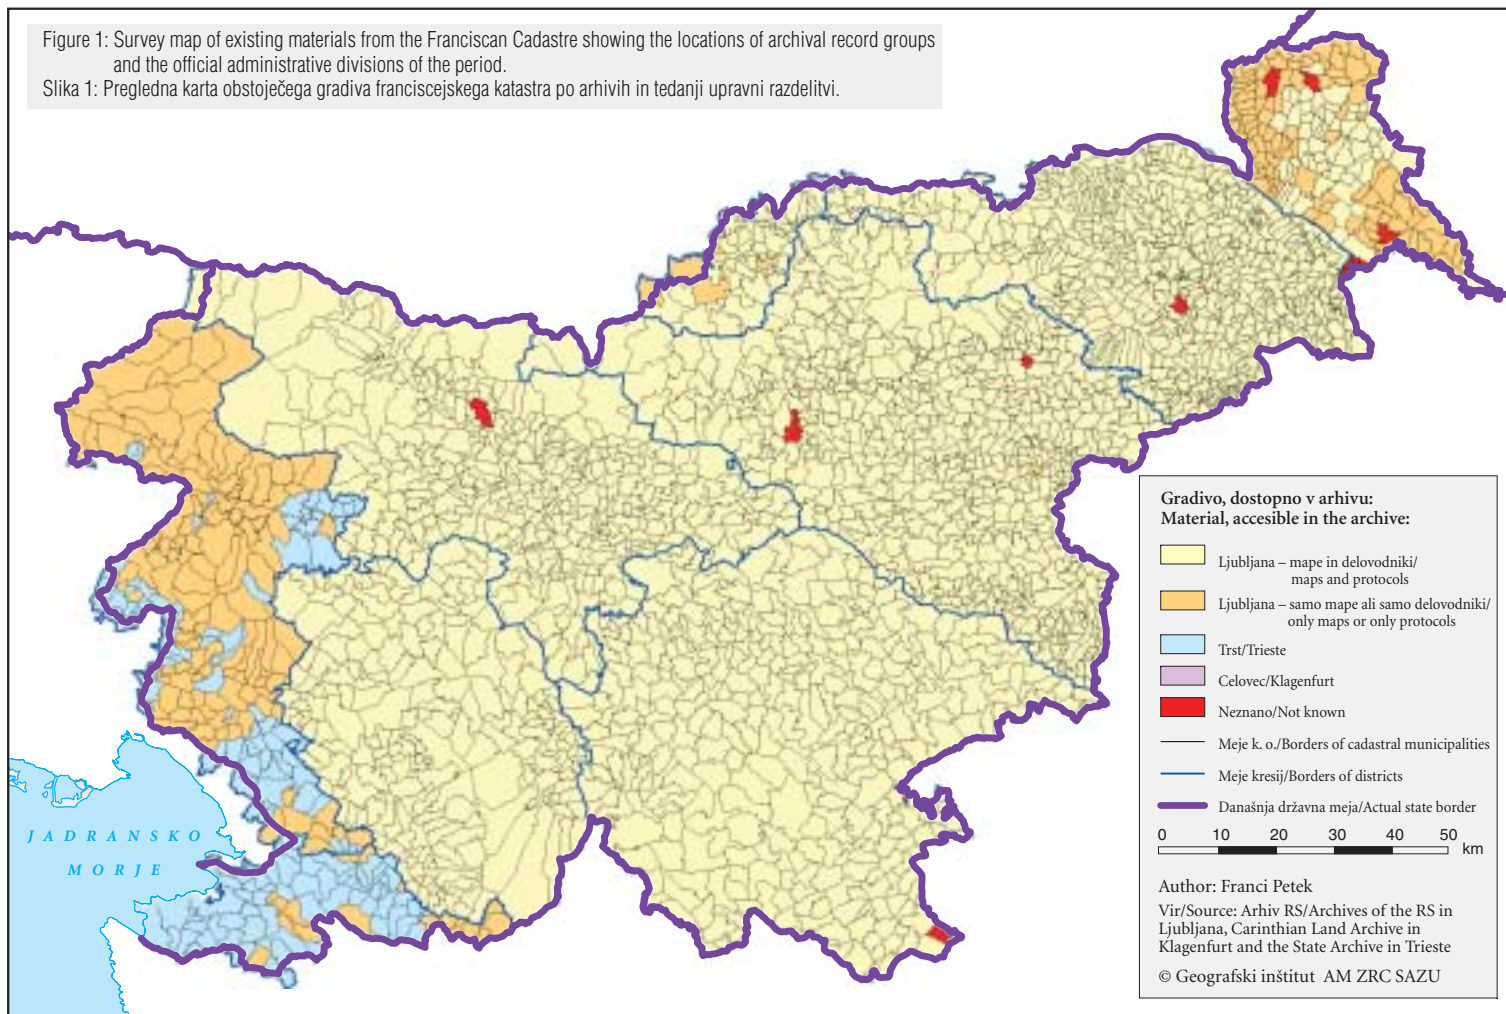 Figure 1: Survey map of existing materials from the Franciscan Cadastre showing the locations of archival record groups
and the official administrative divisions of the period.
Slika 1: Pregledna karta obstoječega gradiva franciscejskega katastra po arhivih in tedanji upravni razdelitvi.
JADRANSKO
MORJE
Gradivo, dostopno v arhivu:
Material, accesible in the archive:
Ljubljana – mape in delovodniki/
maps and protocols
Ljubljana – samo mape ali samo delovodniki/
only maps or only protocols
Trst/Trieste
Celovec/Klagenfurt
Neznano/Not known
Meje k. o./Borders of cadastral municipalities
Meje kresij/Borders of districts
Današnja državna meja/Actual state border
0 10 20 30 40 50
km
Author: Franci Petek
Vir/Source: Arhiv RS/Archives of the RS in
Ljubljana, Carinthian Land Archive in
Klagenfurt and the State Archive in Trieste
© Geografski inštitut AM ZRC SAZU